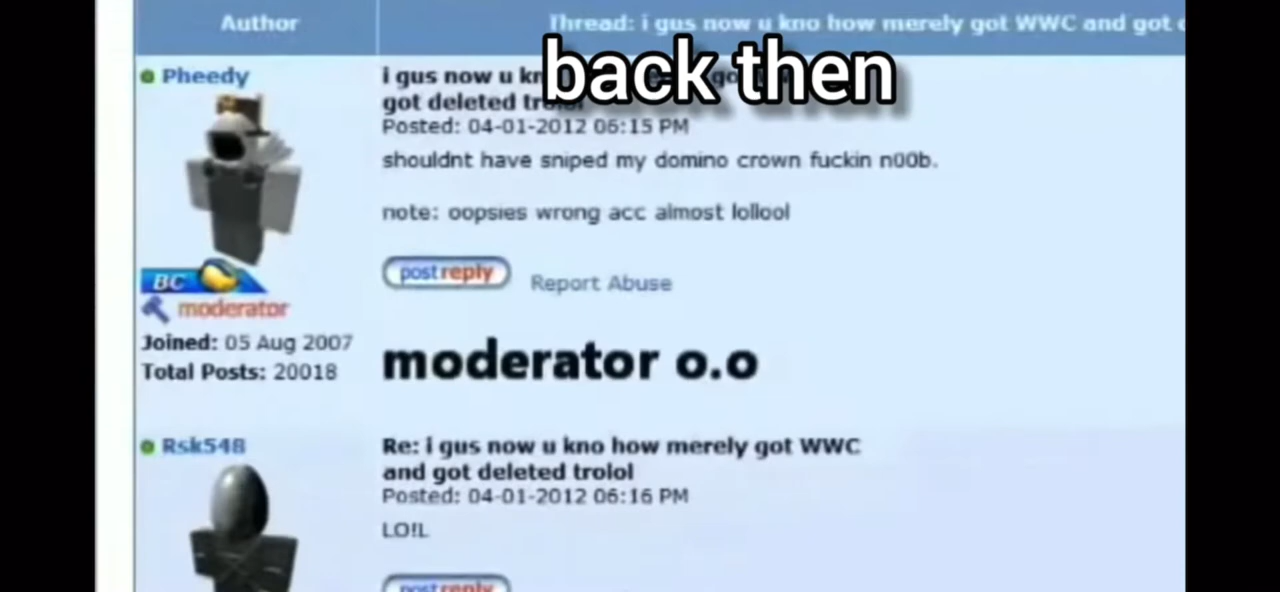 Author
Thread: i gus now u kno how merely got WWC and got
back then
Pheedy
i gus now u kn
got deleted trolol
Posted: 04-01-2012 06:15 PM
shouldnt have sniped my domino crown fuckin n00b.
note: oopsies wrong acc almost lollool
post reply
Report Abuse
BC
moderator
Joined: 05 Aug 2007
Total Posts: 20018
moderator o.o
Rsk548
Re: i gus now u kno how merely got WWC
and got deleted trolol
Posted: 04-01-2012 06:16 PM
LO!L
post reply